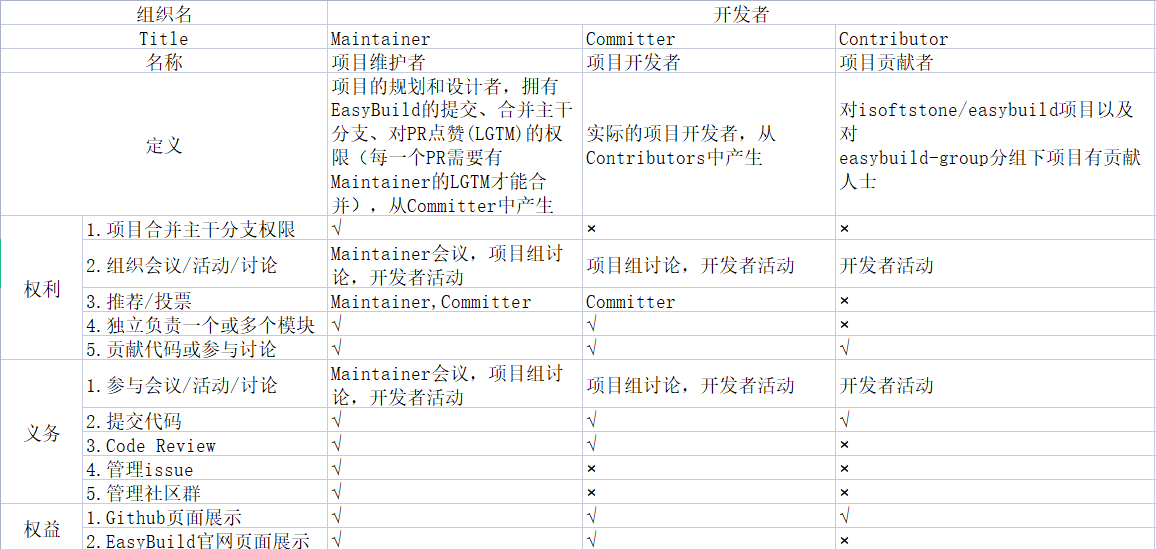 组织名 开发者
Title Maintainer Committer Contributor
名称 项目维护者 项目开发者 项目贡献者
定义
项目的规划和设计者，拥有
EasyBuild的提交、合并主干
分支、对PR点赞(LGTM)的权
限（每一个PR需要有
Maintainer的LGTM才能合
并），从Committer中产生
实际的项目开发者，从
Contributors中产生
对isoftstone/easybuild项目以及
对
easybuild-group分组下项目有贡献
人士
权利
1.项目合并主干分支权限 √ × ×
2.组织会议/活动/讨论
Maintainer会议，项目组讨
论，开发者活动
项目组讨论，开发者活动
开发者活动
3.推荐/投票 Maintainer,Committer Committer ×
4.独立负责一个或多个模块 √ √ ×
5.贡献代码或参与讨论 √ √ √
义务
1.参与会议/活动/讨论
Maintainer会议，项目组讨
论，开发者活动
项目组讨论，开发者活动
开发者活动
2.提交代码 √ √ √
3.Code Review √ √ ×
4.管理issue √ × ×
5.管理社区群 √ × ×
权益
1.Github页面展示 √ √ √
2.EasyBuild官网页面展示 √ √ ×